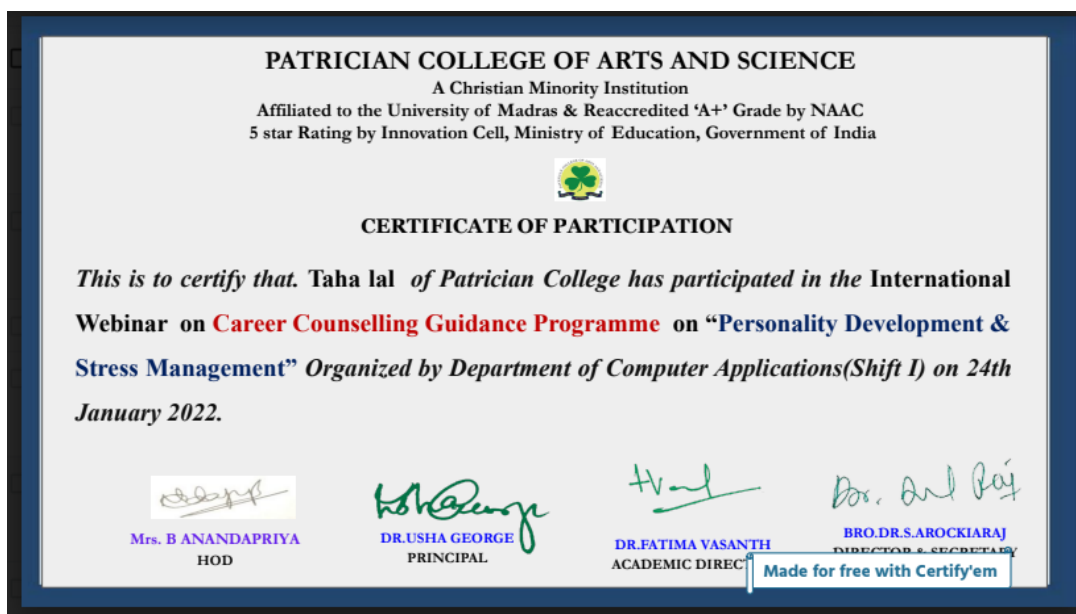 PATRICIAN COLLEGE OF ARTS AND SCIENCE
A Christian Minority Institution
Affiliated to the University of Madras & Reaccredited ‘A+’ Grade by NAAC
5 star Rating by Innovation Cell, Ministry of Education, Government of India
CERTIFICATE OF PARTICIPATION
This is to certify that. Taha lal of Patrician College has participated in the International
Webinar on Career Counselling Guidance Programme on “Personality Development &
Stress Management” Organized by Department of Computer Applications(Shift I) on 24th
January 2022.
Mrs. B ANANDAPRIYA
HOD
DR.USHA GEORGE
PRINCIPAL
DR.FATIMA VASANTH
ACADEMIC DIRECT
BRO.DR.S.AROCKIARAJ
DIRECTOR & SECRETARY
Made for free with Certify'em